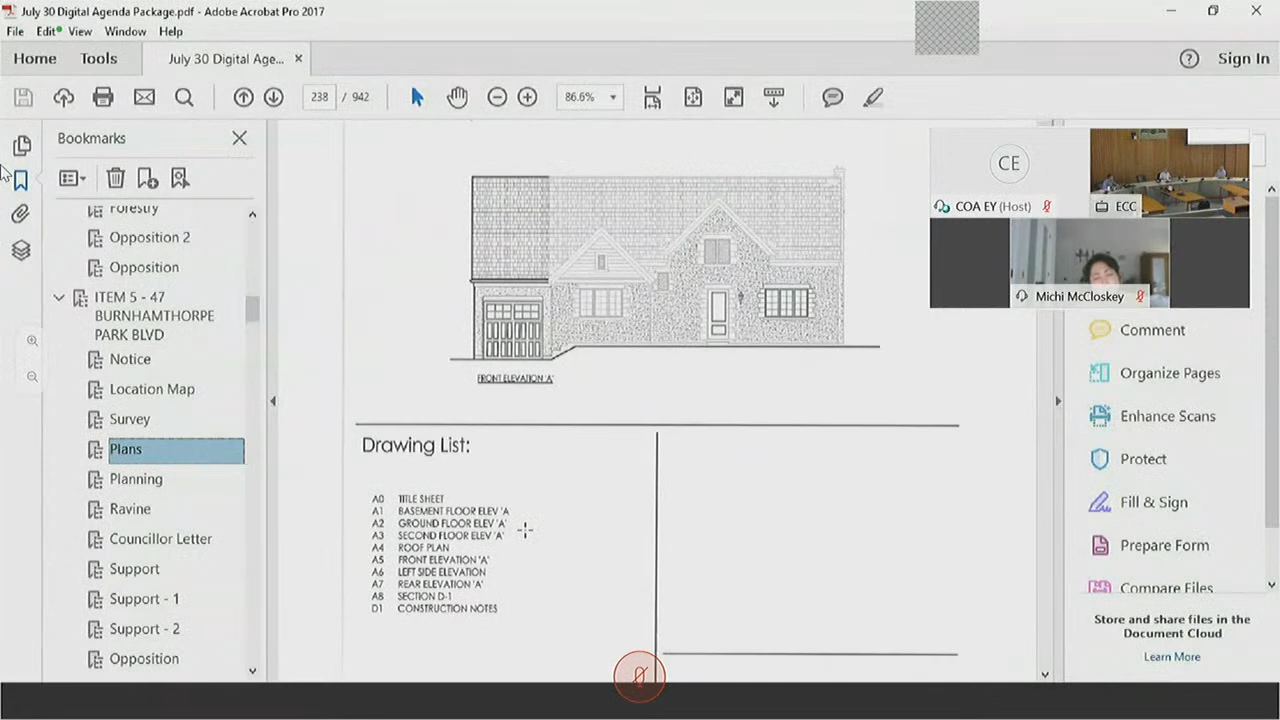 July 30 Digital Agenda Package.pdf - Adobe Acrobat Pro 2017
File Edit View Window Help
Home Tools July 30 Digital Age...
Sign In
238 / 942
86.6%
Bookmarks
Forestry
Opposition 2
Opposition
ITEM 5 - 47
BURNHAMTHORPE
PARK BLVD
Notice
Location Map
Survey
Plans
Planning
Ravine
Councillor Letter
Support
Support - 1
Support - 2
Opposition
FRONT ELEVATION 'A'
Drawing List:
A0 TITLE SHEET
A1 BASEMENT FLOOR ELEV 'A
A2 GROUND FLOOR ELEV 'A'
A3 SECOND FLOOR ELEV 'A'
A4 ROOF PLAN
A5 FRONT ELEVATION 'A'
A6 LEFT SIDE ELEVATION
A7 REAR ELEVATION 'A'
A8 SECTION D-1
D1 CONSTRUCTION NOTES
CE
COA EY (Host)
ECC
Michi McCloskey
Comment
Organize Pages
Enhance Scans
Protect
Fill & Sign
Prepare Form
Compare Files
Store and share files in the
Document Cloud
Learn More